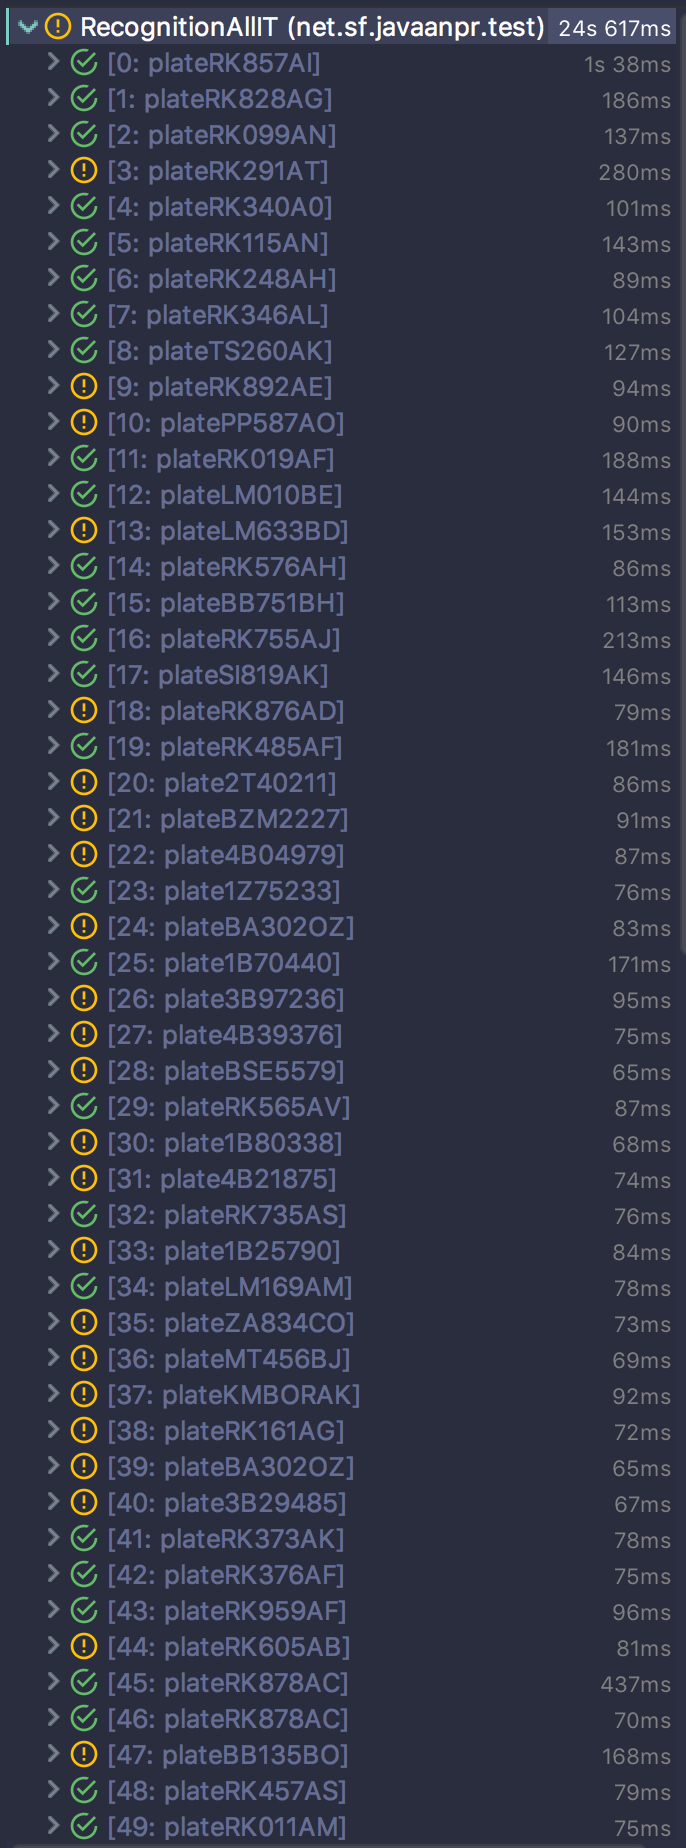 RecognitionAllIT (net.sf.javaanpr.test) 24s 617ms
[0: plateRK857AI] 1s 38ms
[1: plateRK828AG] 186ms
[2: plateRK099AN] 137ms
[3: plateRK291AT] 280ms
[4: plateRK340A0] 101ms
[5: plateRK115AN] 143ms
[6: plateRK248AH] 89ms
[7: plateRK346AL] 104ms
[8: plateTS260AK] 127ms
[9: plateRK892AE] 94ms
[10: platePP587AO] 90ms
[11: plateRK019AF] 188ms
[12: plateLM010BE] 144ms
[13: plateLM633BD] 153ms
[14: plateRK576AH] 86ms
[15: plateBB751BH] 113ms
[16: plateRK755AJ] 213ms
[17: plateSI819AK] 146ms
[18: plateRK876AD] 79ms
[19: plateRK485AF] 181ms
[20: plate2T40211] 86ms
[21: plateBZM2227] 91ms
[22: plate4B04979] 87ms
[23: plate1Z75233] 76ms
[24: plateBA302OZ] 83ms
[25: plate1B70440] 171ms
[26: plate3B97236] 95ms
[27: plate4B39376] 75ms
[28: plateBSE5579] 65ms
[29: plateRK565AV] 87ms
[30: plate1B80338] 68ms
[31: plate4B21875] 74ms
[32: plateRK735AS] 76ms
[33: plate1B25790] 84ms
[34: plateLM169AM] 78ms
[35: plateZA834CO] 73ms
[36: plateMT456BJ] 69ms
[37: plateKMBORAK] 92ms
[38: plateRK161AG] 72ms
[39: plateBA302OZ] 65ms
[40: plate3B29485] 67ms
[41: plateRK373AK] 78ms
[42: plateRK376AF] 75ms
[43: plateRK959AF] 96ms
[44: plateRK605AB] 81ms
[45: plateRK878AC] 437ms
[46: plateRK878AC] 70ms
[47: plateBB135BO] 168ms
[48: plateRK457AS] 79ms
[49: plateRK011AM] 75ms